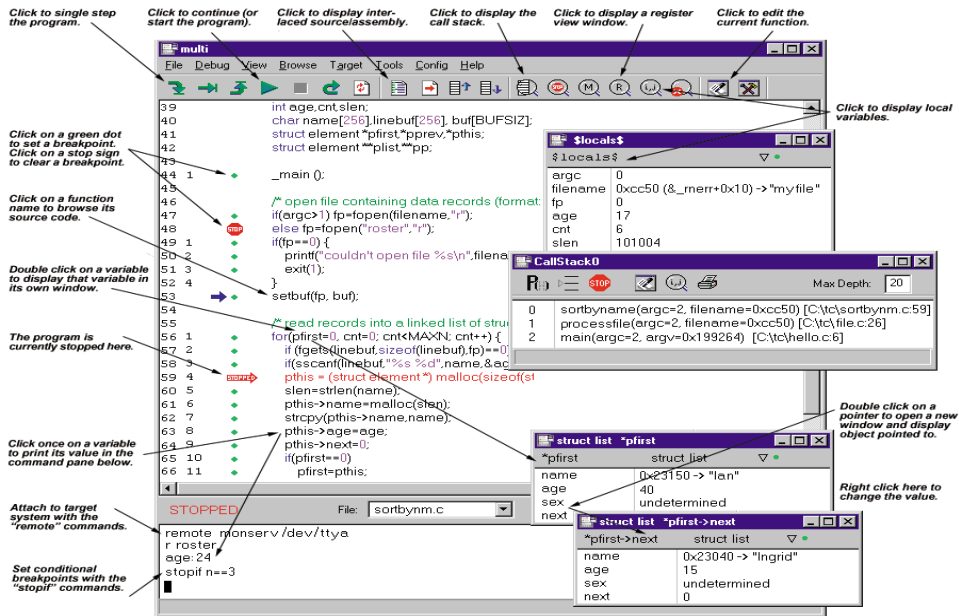 Click to single step
the program.
Click to continue (or
start the program).
Click to display inter-
laced source/assembly.
Click to display the
call stack.
Click to display a register
view window.
Click to edit the
current function.
multi
File Debug View Browse Target Tools Config Help
STOP M R i,j
Click to display local
variables.
Click on a green dot
to set a breakpoint.
Click on a stop sign
to clear a breakpoint.
Click on a function
name to browse its
source code.
Double click on a variable
to display that variable in
its own window.
The program is
currently stopped here.
Click once on a variable
to print its value in the
command pane below.
Attach to target
system with the
"remote" commands.
Set conditional
breakpoints with the
"stopif" commands.
39 int age,cnt,slen;
40 char name[256],linebuf[256], buf[BUFSIZ];
41 struct element *pfirst,*pprev,*pthis;
42 struct element **plist,**pp;
43
44 1 _main ();
45
46 /* open file containing data records (format:
47 if(argc>1) fp=fopen(filename,"r");
48 STOP else fp=fopen("roster","r");
49 1 if(fp==0) {
50 2 printf("couldn't open file %s\n",filena
51 3 exit(1);
52 4 }
53 setbuf(fp, buf);
54
55 /* read records into a linked list of struc
56 1 for(pfirst=0, cnt=0; cnt<MAXN; cnt++) {
57 2 if (fgets(linebuf,sizeof(linebuf),fp)==0)
58 3 if(sscanf(linebuf,"%s %d",name,&ag
59 4 STOPPED pthis = (struct element *) malloc(sizeof(st
60 5 slen=strlen(name);
61 6 pthis->name=malloc(slen);
62 7 strcpy(pthis->name,name);
63 8 pthis->age=age;
64 9 pthis->next=0;
65 10 if(pfirst==0)
66 11 pfirst=pthis;
STOPPED File: sortbynm.c
remote monserv /dev/ttya
r roster
age: 24
stopif n==3
$locals$
$locals$
argc 0
filename 0xcc50 (&_rnerr+0x10) -> "myfile"
fp 0
age 17
cnt 6
slen 101004
CallStack0
STOP i,j Max Depth: 20
0 sortbyname(argc=2, filename=0xcc50) [C:\tc\sortbynm.c:59]
1 processfile(argc=2, filename=0xcc50) [C:\tc\file.c:26]
2 main(argc=2, argv=0x199264) [C:\tc\hello.c:6]
Double click on a
pointer to open a new
window and display
object pointed to.
struct list *pfirst
*pfirst struct list
name 0x23150 -> "Ian"
age 40
sex undetermined
next
Right click here to
change the value.
struct list *pfirst->next
*pfirst->next struct list
name 0x23040 -> "Ingrid"
age 15
sex undetermined
next 0